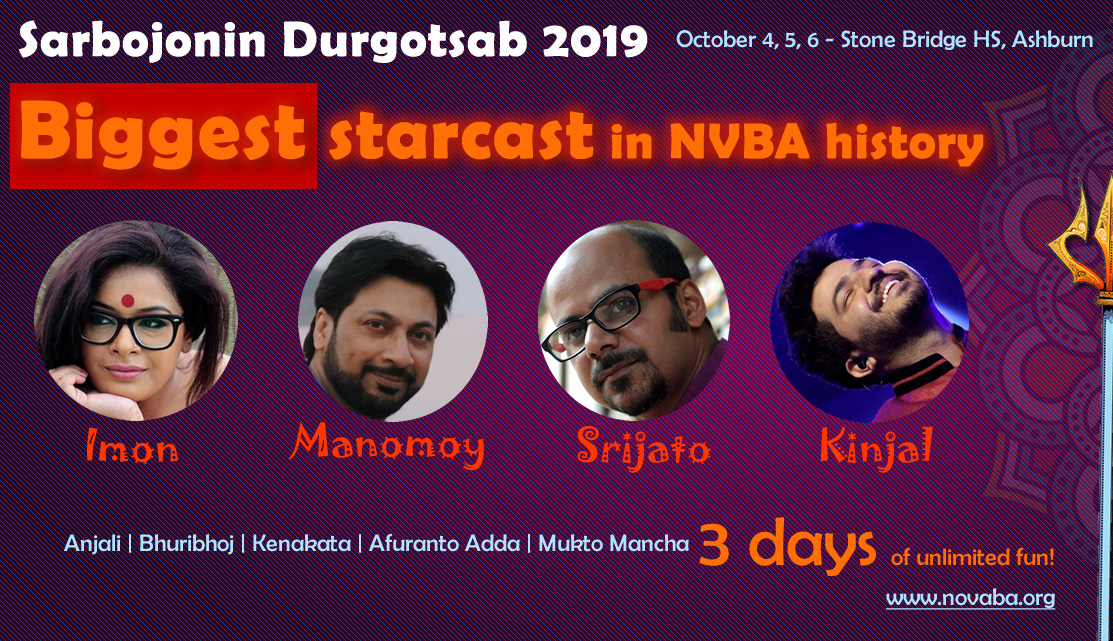 Sarbojonin Durgotsab 2019
October 4, 5, 6 - Stone Bridge HS, Ashburn
Biggest starcast in NVBA history
Imon
Manomoy
Srijato
Kinjal
Anjali | Bhuribhoj | Kenakata | Afuranto Adda | Mukto Mancha
3 days of unlimited fun!
www.novaba.org